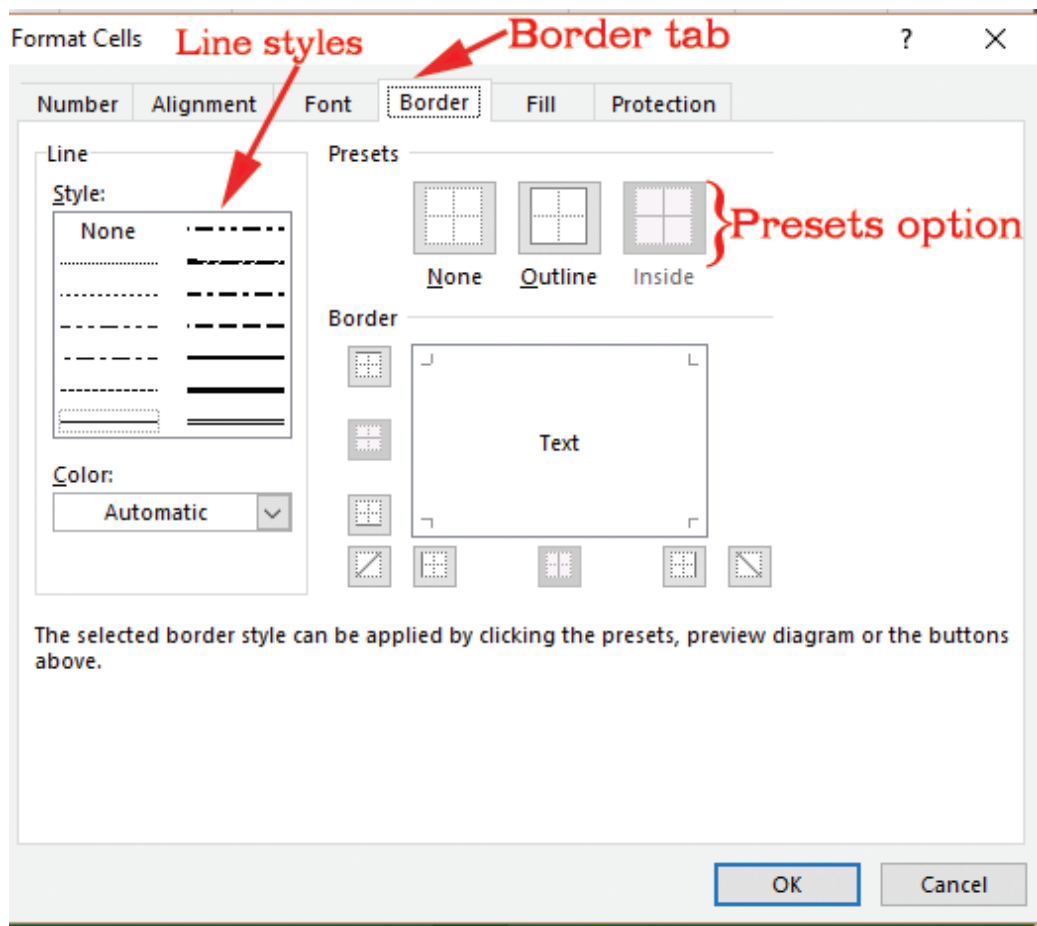 Format Cells
Line styles
Border tab
?
Number
Alignment
Font
Border
Fill
Protection
Line
Style:
None
Presets
None
Outline
Inside
Presets option
Border
Text
Color:
Automatic
The selected border style can be applied by clicking the presets, preview diagram or the buttons
above.
OK
Cancel